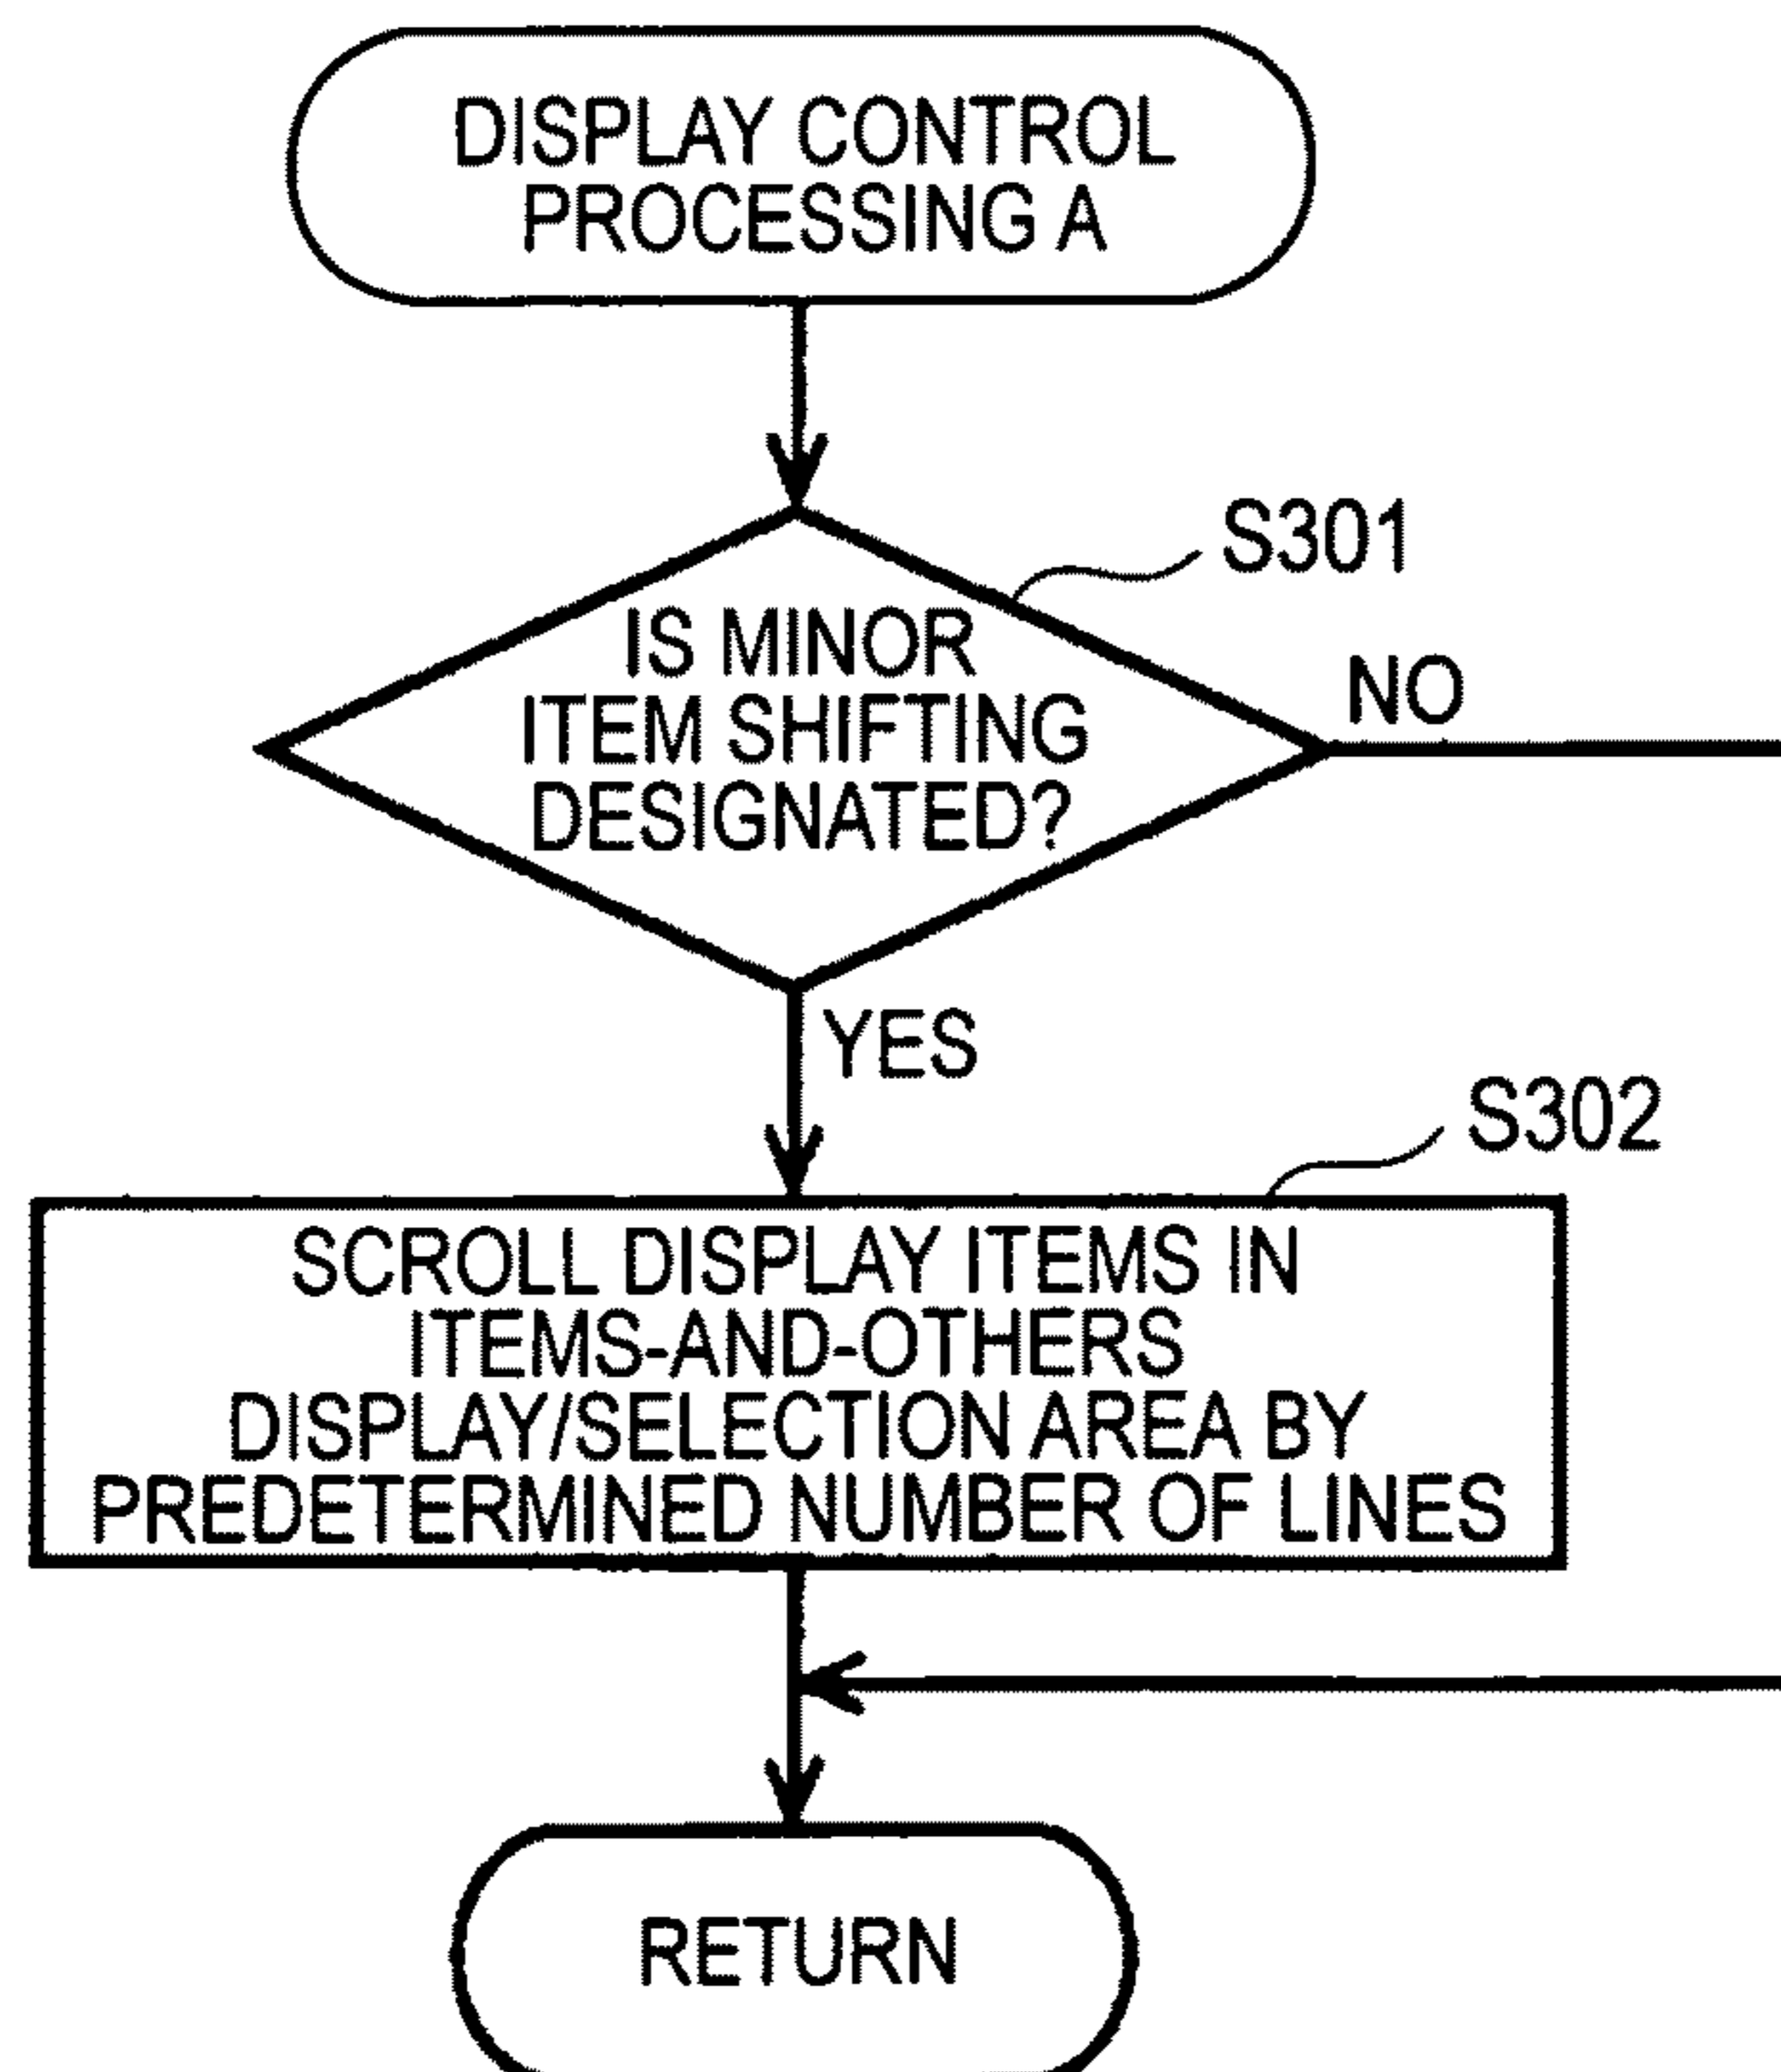 DISPLAY CONTROL
PROCESSING A
S301
IS MINOR
ITEM SHIFTING
DESIGNATED?
NO
YES
S302
SCROLL DISPLAY ITEMS IN
ITEMS-AND-OTHERS
DISPLAY/SELECTION AREA BY
PREDETERMINED NUMBER OF LINES
RETURN